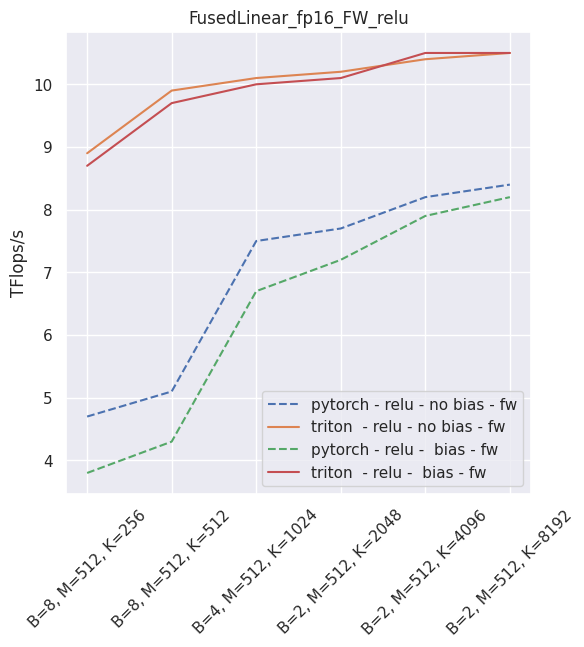 FusedLinear_fp16_FW_relu
TFlops/s
10
9
8
7
6
5
4
pytorch - relu - no bias - fw
triton  - relu - no bias - fw
pytorch - relu -  bias - fw
triton  - relu -  bias - fw
B=8, M=512, K=256
B=8, M=512, K=512
B=4, M=512, K=1024
B=2, M=512, K=2048
B=2, M=512, K=4096
B=2, M=512, K=8192